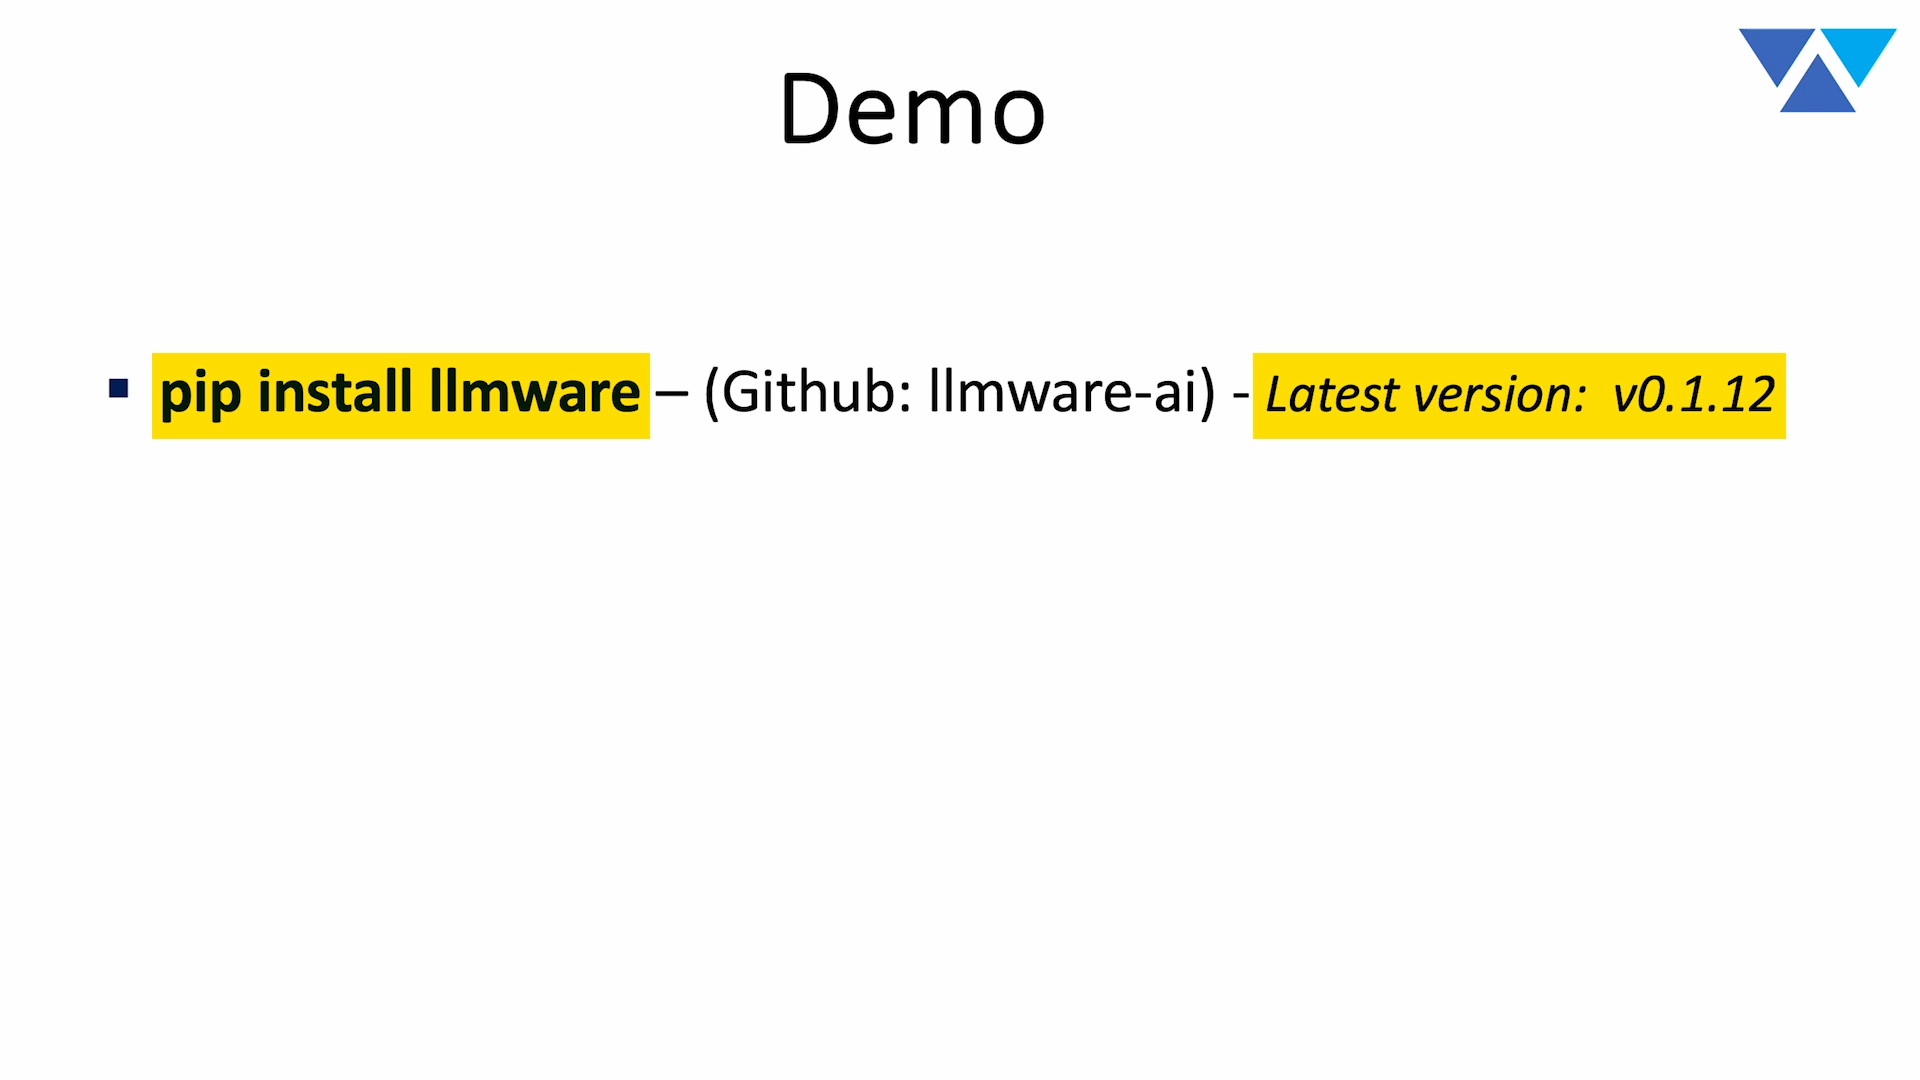 Demo
▪ pip install llmware – (Github: llmware-ai) - Latest version:  v0.1.12